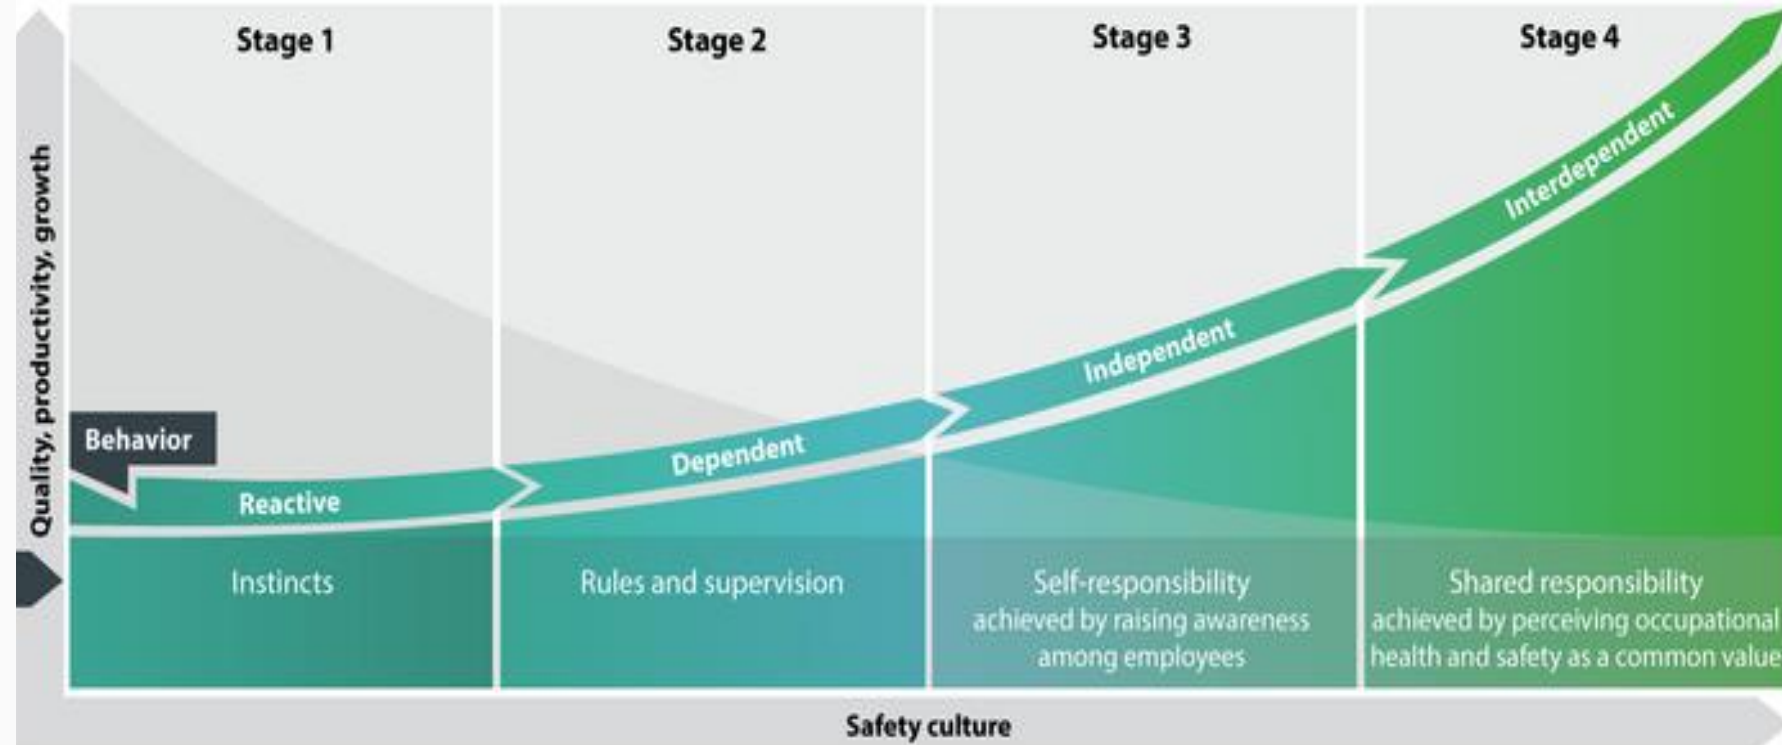 Stage 1
Stage 2
Stage 3
Stage 4
Quality, productivity, growth
Behavior
Reactive
Dependent
Independent
Interdependent
Instincts
Rules and supervision
Self-responsibility
achieved by raising awareness
among employees
Shared responsibility
achieved by perceiving occupational
health and safety as a common value
Safety culture